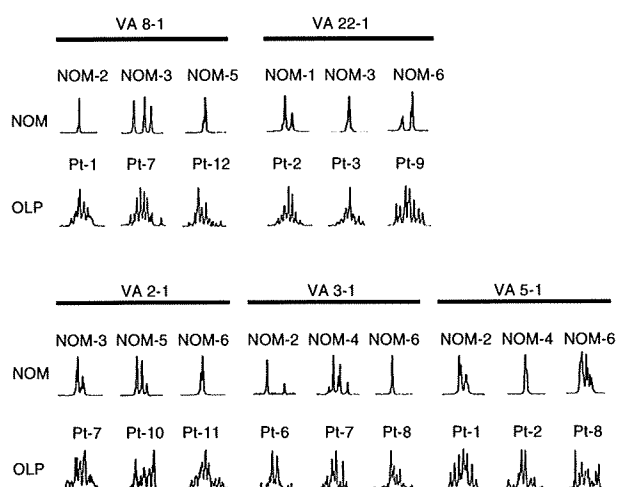 VA 8-1 VA 22-1
NOM-2 NOM-3 NOM-5 NOM-1 NOM-3 NOM-6
NOM
Pt-1 Pt-7 Pt-12 Pt-2 Pt-3 Pt-9
OLP
VA 2-1 VA 3-1 VA 5-1
NOM-3 NOM-5 NOM-6 NOM-2 NOM-4 NOM-6 NOM-2 NOM-4 NOM-6
NOM
Pt-7 Pt-10 Pt-11 Pt-6 Pt-7 Pt-8 Pt-1 Pt-2 Pt-8
OLP